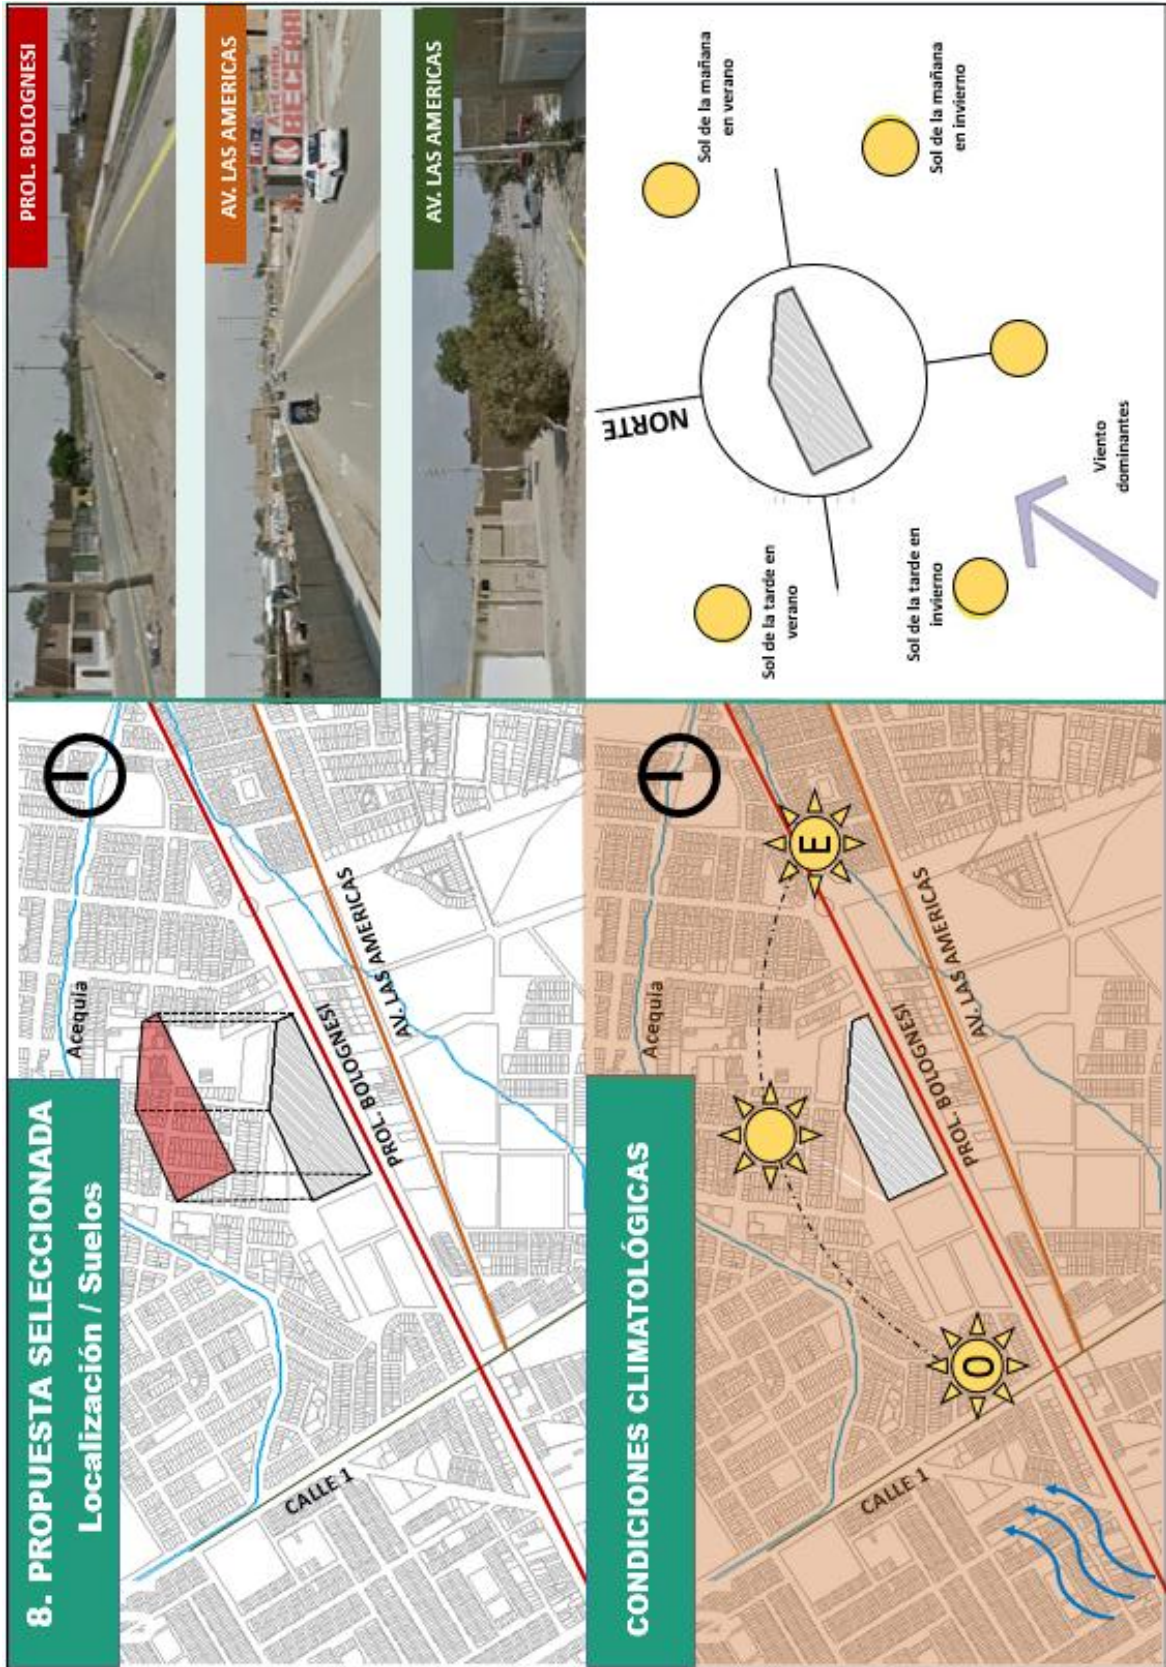 8. PROPUESTA SELECCIONADA
Localización / Suelos
Acequia
PROL. BOLOGNESI
AV. LAS AMERICAS
CALLE 1
PROL. BOLOGNESI
AV. LAS AMERICAS
Arel center
BECERR
AV. LAS AMERICAS
CONDICIONES CLIMATOLÓGICAS
Acequia
E
O
PROL. BOLOGNESI
AV. LAS AMERICAS
CALLE 1
NORTE
Sol de la mañana
en verano
Sol de la mañana
en invierno
Sol de la tarde en
verano
Sol de la tarde en
invierno
Viento
dominantes